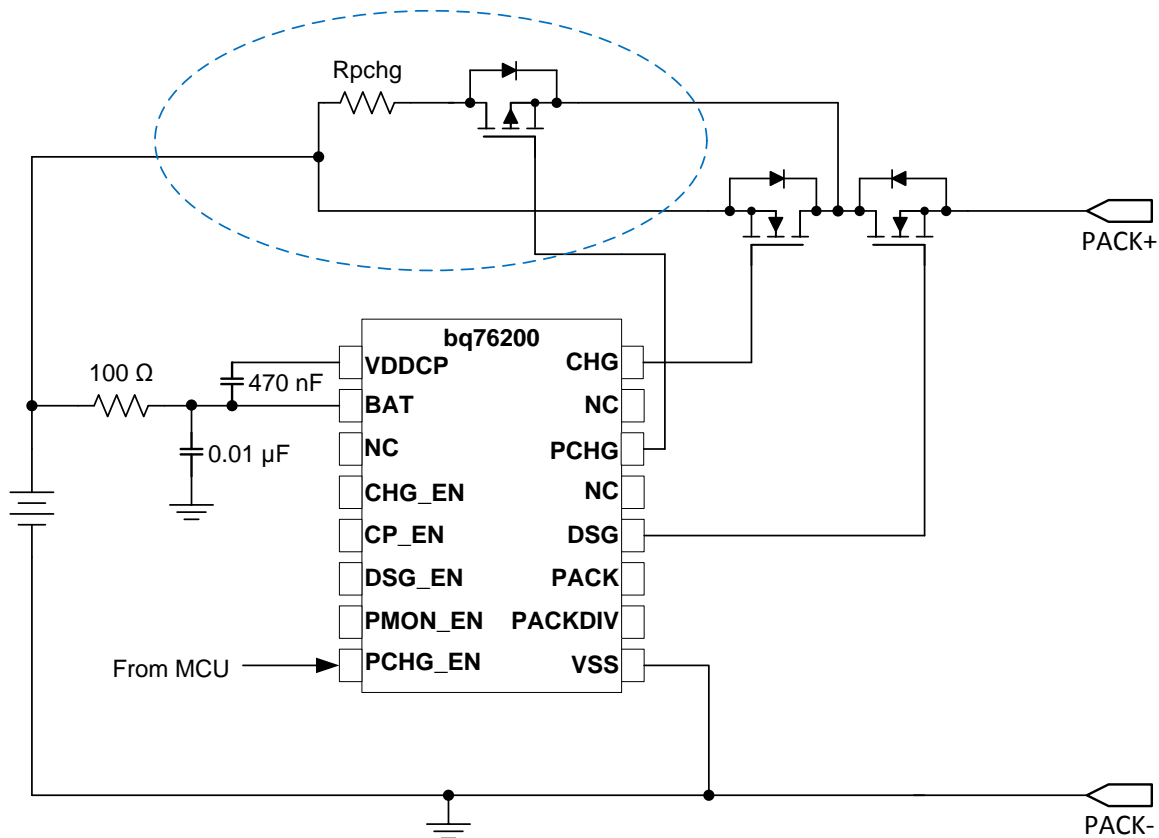 Rpchg
PACK+
bq76200
VDDCP
CHG
100 Ω
470 nF
BAT
NC
NC
PCHG
0.01 µF
CHG_EN
NC
CP_EN
DSG
DSG_EN
PACK
PMON_EN
PACKDIV
From MCU
PCHG_EN
VSS
PACK-